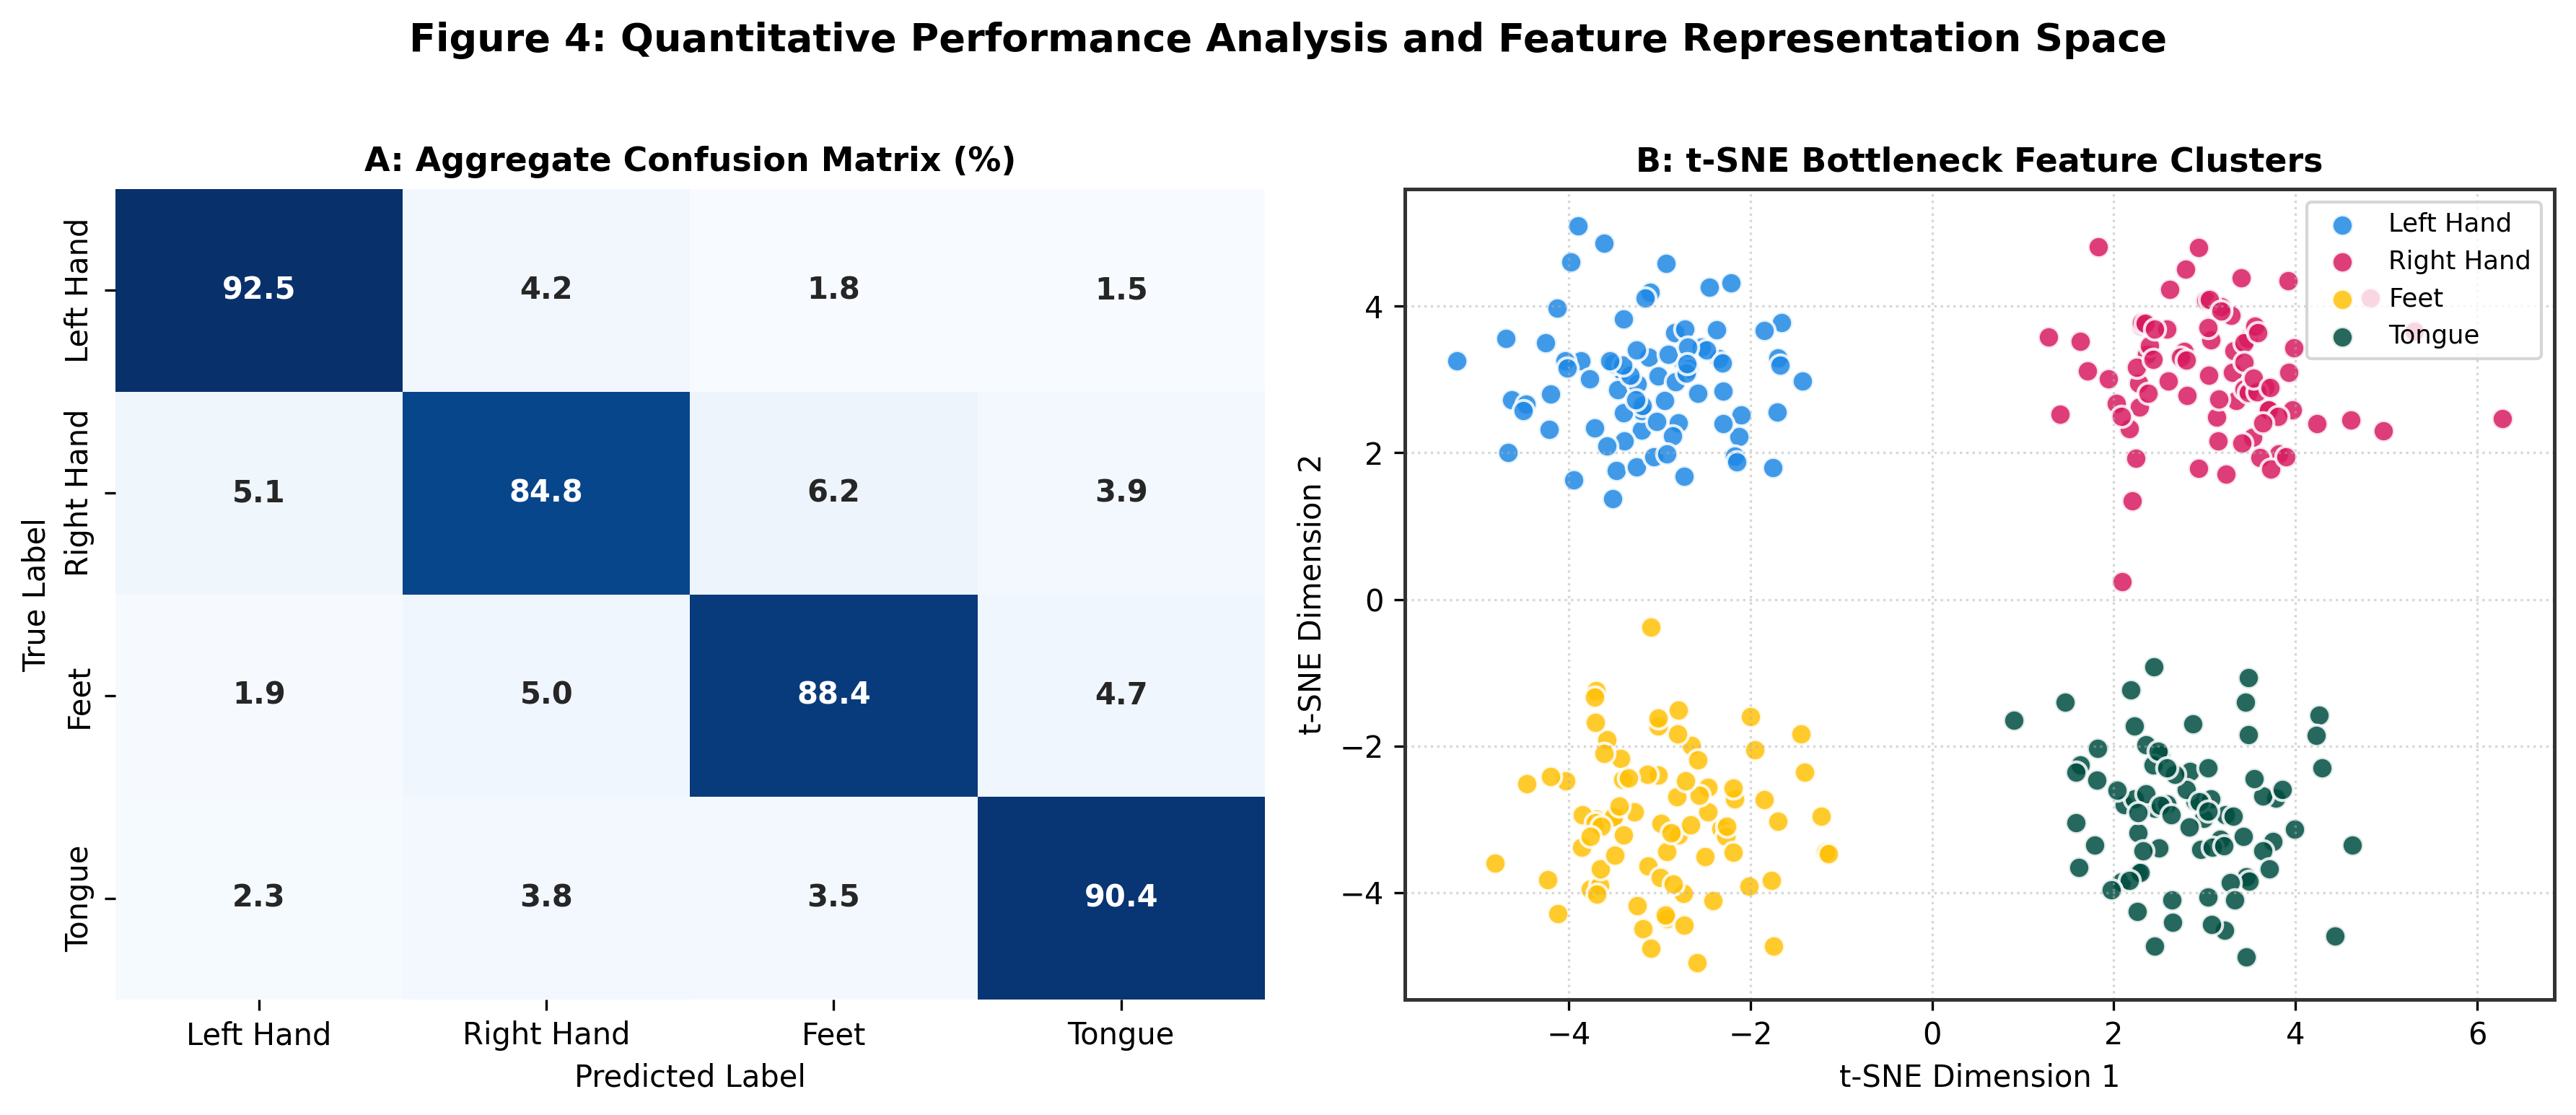 Figure 4: Quantitative Performance Analysis and Feature Representation Space
A: Aggregate Confusion Matrix (%)
True Label
Left Hand
92.5 4.2 1.8 1.5
Right Hand
5.1 84.8 6.2 3.9
Feet
1.9 5.0 88.4 4.7
Tongue
2.3 3.8 3.5 90.4
Left Hand Right Hand Feet Tongue
Predicted Label
B: t-SNE Bottleneck Feature Clusters
Left Hand
Right Hand
Feet
Tongue
t-SNE Dimension 2
4
2
0
−2
−4
−4 −2 0 2 4 6
t-SNE Dimension 1